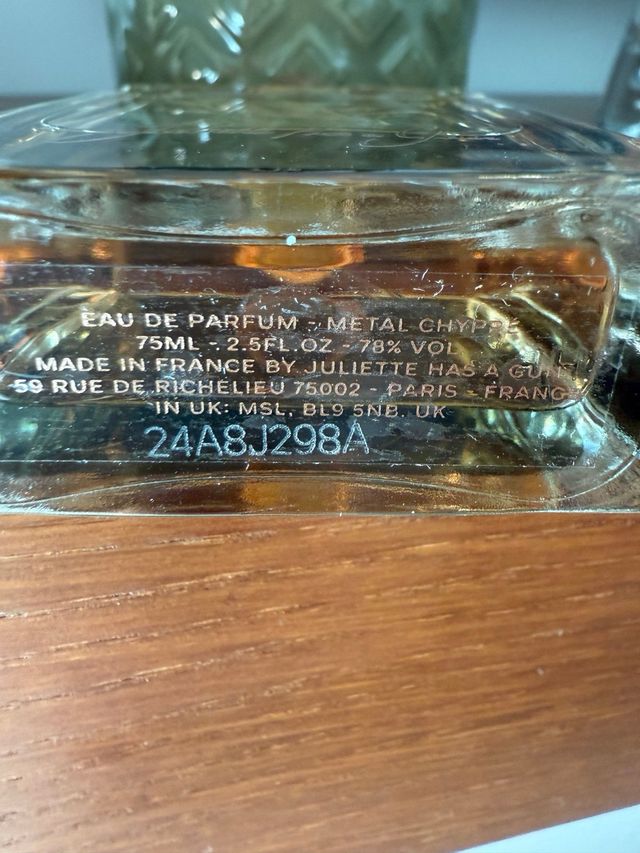 EAU DE PARFUM - METAL CHYPRE
75ML - 2.5FL.OZ - 78% VOL
MADE IN FRANCE BY JULIETTE HAS A GUN
59 RUE DE RICHELIEU 75002 - PARIS - FRANCE
IN UK: MSL, BL9 5NB. UK
24A8J298A